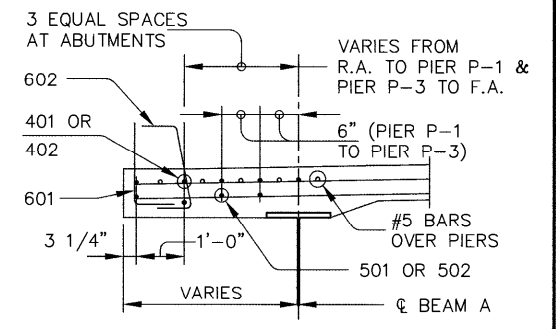 3 EQUAL SPACES
AT ABUTMENTS
VARIES FROM
R.A. TO PIER P-1 &
PIER P-3 TO F.A.
602
401 OR
402
6" (PIER P-1
TO PIER P-3)
601
#5 BARS
OVER PIERS
3 1/4"
1'-0"
501 OR 502
VARIES
℄ BEAM A